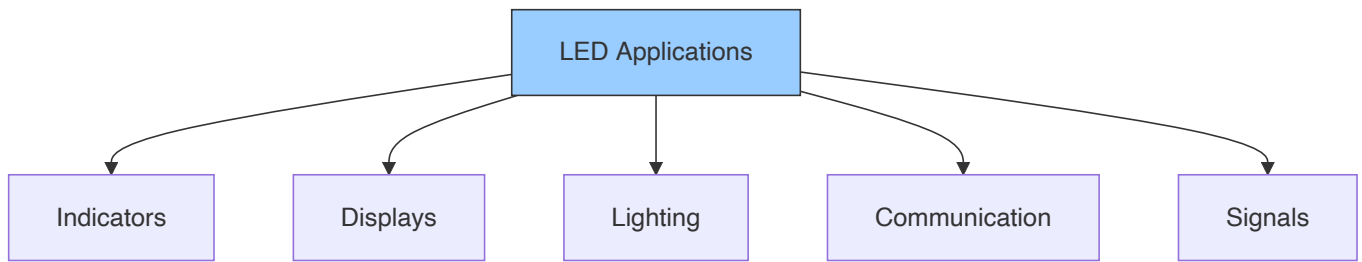 LED Applications
Indicators
Displays
Lighting
Communication
Signals